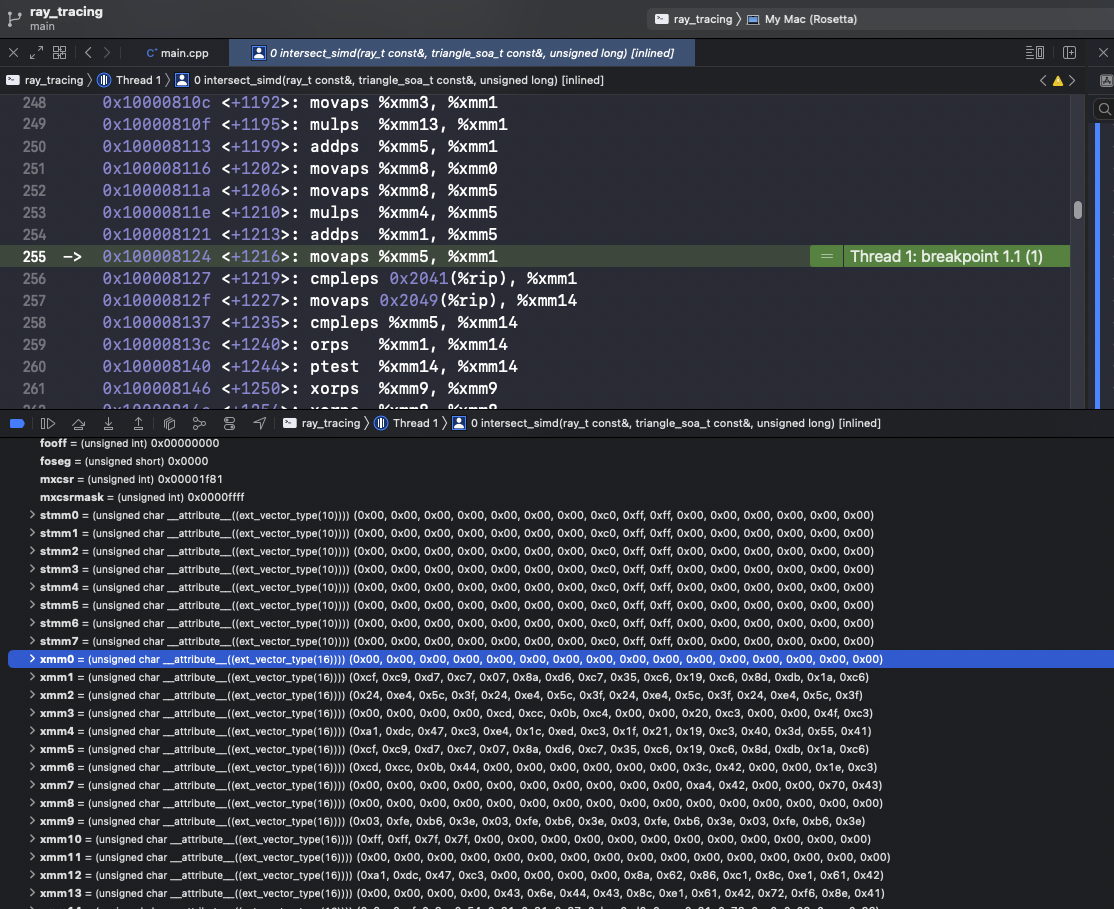 ray_tracing
main
ray_tracing 〉 My Mac (Rosetta)
main.cpp
0 intersect_simd(ray_t const&, triangle_soa_t const&, unsigned long) [inlined]
ray_tracing 〉 Thread 1 〉 0 intersect_simd(ray_t const&, triangle_soa_t const&, unsigned long) [inlined]
248 0x10000810c <+1192>: movaps %xmm3, %xmm1
249 0x10000810f <+1195>: mulps %xmm13, %xmm1
250 0x100008113 <+1199>: addps %xmm5, %xmm1
251 0x100008116 <+1202>: movaps %xmm8, %xmm0
252 0x10000811a <+1206>: movaps %xmm8, %xmm5
253 0x10000811e <+1210>: mulps %xmm4, %xmm5
254 0x100008121 <+1213>: addps %xmm1, %xmm5
255 -> 0x100008124 <+1216>: movaps %xmm5, %xmm1 = Thread 1: breakpoint 1.1 (1)
256 0x100008127 <+1219>: cmpleps 0x2041(%rip), %xmm1
257 0x10000812f <+1227>: movaps 0x2049(%rip), %xmm14
258 0x100008137 <+1235>: cmpleps %xmm5, %xmm14
259 0x10000813c <+1240>: orps %xmm1, %xmm14
260 0x100008140 <+1244>: ptest %xmm14, %xmm14
261 0x100008146 <+1250>: xorps %xmm9, %xmm9
ray_tracing 〉 Thread 1 〉 0 intersect_simd(ray_t const&, triangle_soa_t const&, unsigned long) [inlined]
fooff = (unsigned int) 0x00000000
foseg = (unsigned short) 0x0000
mxcsr = (unsigned int) 0x00001f81
mxcsrmask = (unsigned int) 0x0000ffff
stmm0 = (unsigned char __attribute__((ext_vector_type(10)))) (0x00, 0x00, 0x00, 0x00, 0x00, 0x00, 0x00, 0xc0, 0xff, 0xff, 0x00, 0x00, 0x00, 0x00, 0x00, 0x00)
stmm1 = (unsigned char __attribute__((ext_vector_type(10)))) (0x00, 0x00, 0x00, 0x00, 0x00, 0x00, 0x00, 0xc0, 0xff, 0xff, 0x00, 0x00, 0x00, 0x00, 0x00, 0x00)
stmm2 = (unsigned char __attribute__((ext_vector_type(10)))) (0x00, 0x00, 0x00, 0x00, 0x00, 0x00, 0x00, 0xc0, 0xff, 0xff, 0x00, 0x00, 0x00, 0x00, 0x00, 0x00)
stmm3 = (unsigned char __attribute__((ext_vector_type(10)))) (0x00, 0x00, 0x00, 0x00, 0x00, 0x00, 0x00, 0xc0, 0xff, 0xff, 0x00, 0x00, 0x00, 0x00, 0x00, 0x00)
stmm4 = (unsigned char __attribute__((ext_vector_type(10)))) (0x00, 0x00, 0x00, 0x00, 0x00, 0x00, 0x00, 0xc0, 0xff, 0xff, 0x00, 0x00, 0x00, 0x00, 0x00, 0x00)
stmm5 = (unsigned char __attribute__((ext_vector_type(10)))) (0x00, 0x00, 0x00, 0x00, 0x00, 0x00, 0x00, 0xc0, 0xff, 0xff, 0x00, 0x00, 0x00, 0x00, 0x00, 0x00)
stmm6 = (unsigned char __attribute__((ext_vector_type(10)))) (0x00, 0x00, 0x00, 0x00, 0x00, 0x00, 0x00, 0xc0, 0xff, 0xff, 0x00, 0x00, 0x00, 0x00, 0x00, 0x00)
stmm7 = (unsigned char __attribute__((ext_vector_type(10)))) (0x00, 0x00, 0x00, 0x00, 0x00, 0x00, 0x00, 0xc0, 0xff, 0xff, 0x00, 0x00, 0x00, 0x00, 0x00, 0x00)
xmm0 = (unsigned char __attribute__((ext_vector_type(16)))) (0x00, 0x00, 0x00, 0x00, 0x00, 0x00, 0x00, 0x00, 0x00, 0x00, 0x00, 0x00, 0x00, 0x00, 0x00, 0x00)
xmm1 = (unsigned char __attribute__((ext_vector_type(16)))) (0xcf, 0xc9, 0xd7, 0xc7, 0x07, 0x8a, 0xd6, 0xc7, 0x35, 0xc6, 0x19, 0xc6, 0x8d, 0xdb, 0x1a, 0xc6)
xmm2 = (unsigned char __attribute__((ext_vector_type(16)))) (0x24, 0xe4, 0x5c, 0x3f, 0x24, 0xe4, 0x5c, 0x3f, 0x24, 0xe4, 0x5c, 0x3f, 0x24, 0xe4, 0x5c, 0x3f)
xmm3 = (unsigned char __attribute__((ext_vector_type(16)))) (0x00, 0x00, 0x00, 0x00, 0xcd, 0xcc, 0x0b, 0xc4, 0x00, 0x00, 0x20, 0xc3, 0x00, 0x00, 0x4f, 0xc3)
xmm4 = (unsigned char __attribute__((ext_vector_type(16)))) (0xa1, 0xdc, 0x47, 0xc3, 0xe4, 0x1c, 0xed, 0xc3, 0x1f, 0x21, 0x19, 0xc3, 0x40, 0x3d, 0x55, 0x41)
xmm5 = (unsigned char __attribute__((ext_vector_type(16)))) (0xcf, 0xc9, 0xd7, 0xc7, 0x07, 0x8a, 0xd6, 0xc7, 0x35, 0xc6, 0x19, 0xc6, 0x8d, 0xdb, 0x1a, 0xc6)
xmm6 = (unsigned char __attribute__((ext_vector_type(16)))) (0xcd, 0xcc, 0x0b, 0x44, 0x00, 0x00, 0x00, 0x00, 0x00, 0x00, 0x3c, 0x42, 0x00, 0x00, 0x1e, 0xc3)
xmm7 = (unsigned char __attribute__((ext_vector_type(16)))) (0x00, 0x00, 0x00, 0x00, 0x00, 0x00, 0x00, 0x00, 0x00, 0x00, 0xa4, 0x42, 0x00, 0x00, 0x70, 0x43)
xmm8 = (unsigned char __attribute__((ext_vector_type(16)))) (0x00, 0x00, 0x00, 0x00, 0x00, 0x00, 0x00, 0x00, 0x00, 0x00, 0x00, 0x00, 0x00, 0x00, 0x00, 0x00)
xmm9 = (unsigned char __attribute__((ext_vector_type(16)))) (0x03, 0xfe, 0xb6, 0x3e, 0x03, 0xfe, 0xb6, 0x3e, 0x03, 0xfe, 0xb6, 0x3e, 0x03, 0xfe, 0xb6, 0x3e)
xmm10 = (unsigned char __attribute__((ext_vector_type(16)))) (0xff, 0xff, 0x7f, 0x7f, 0x00, 0x00, 0x00, 0x00, 0x00, 0x00, 0x00, 0x00, 0x00, 0x00, 0x00, 0x00)
xmm11 = (unsigned char __attribute__((ext_vector_type(16)))) (0x00, 0x00, 0x00, 0x00, 0x00, 0x00, 0x00, 0x00, 0x00, 0x00, 0x00, 0x00, 0x00, 0x00, 0x00, 0x00)
xmm12 = (unsigned char __attribute__((ext_vector_type(16)))) (0xa1, 0xdc, 0x47, 0xc3, 0x00, 0x00, 0x00, 0x00, 0x8a, 0x62, 0x86, 0xc1, 0x8c, 0xe1, 0x61, 0x42)
xmm13 = (unsigned char __attribute__((ext_vector_type(16)))) (0x00, 0x00, 0x00, 0x00, 0x43, 0x6e, 0x44, 0x43, 0x8c, 0xe1, 0x61, 0x42, 0x72, 0xf6, 0x8e, 0x41)